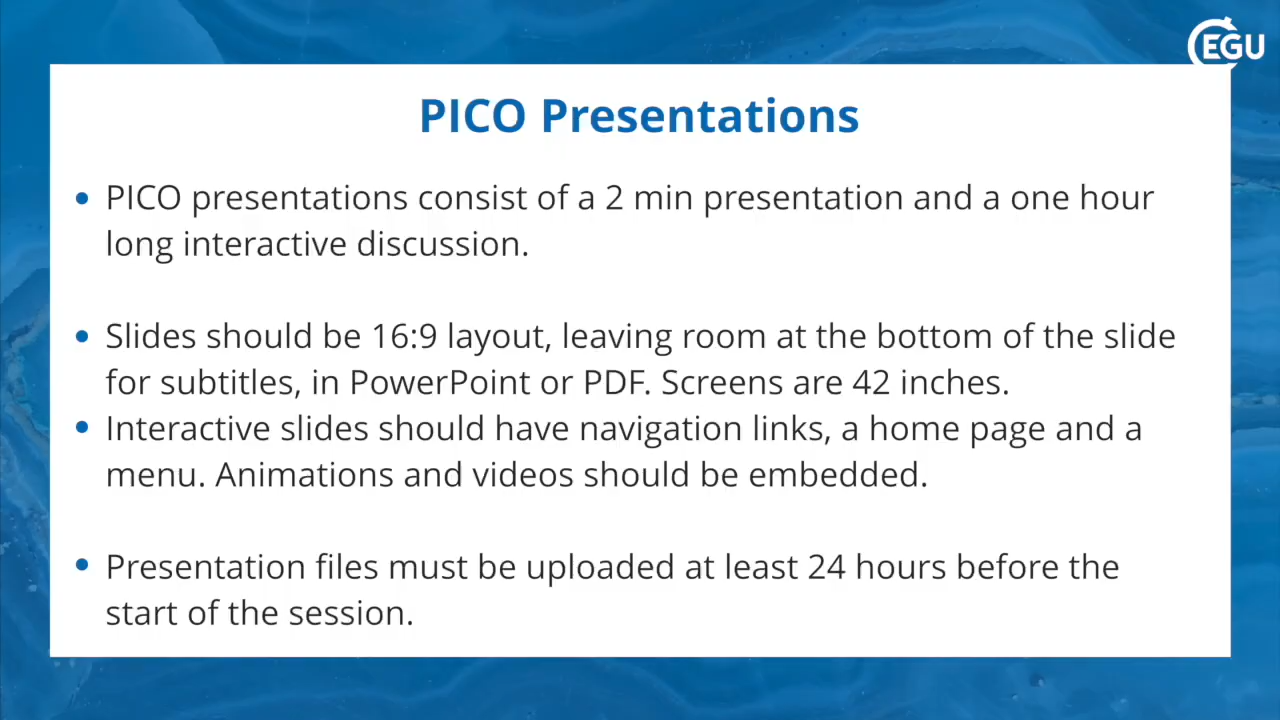 EGU
PICO Presentations
• PICO presentations consist of a 2 min presentation and a one hour
long interactive discussion.
• Slides should be 16:9 layout, leaving room at the bottom of the slide
for subtitles, in PowerPoint or PDF. Screens are 42 inches.
• Interactive slides should have navigation links, a home page and a
menu. Animations and videos should be embedded.
• Presentation files must be uploaded at least 24 hours before the
start of the session.